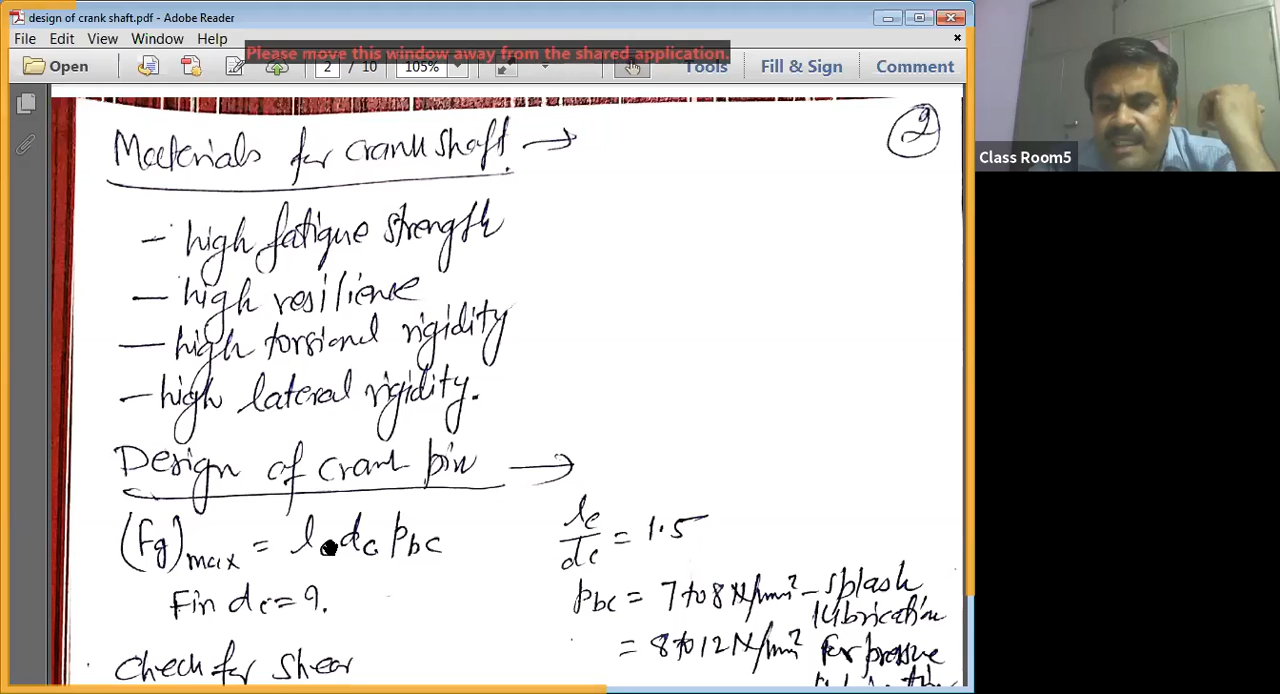 design of crank shaft.pdf - Adobe Reader
File Edit View Window Help
Please move this window away from the shared application.
Open 2 / 10 105% Tools Fill & Sign Comment
Class Room5
2
Materials for crank shaft. →
- high fatigue strength
- high resilience
- high torsional rigidity
- high lateral rigidity.
Design of crank pin →
(Fg)max = l dc Pbc
lc/dc = 1.5
Fin dc = ?.
Pbc = 7 to 8 N/mm² - splash
lubrication
= 8 to 12 N/mm² for pressure
Check for shear